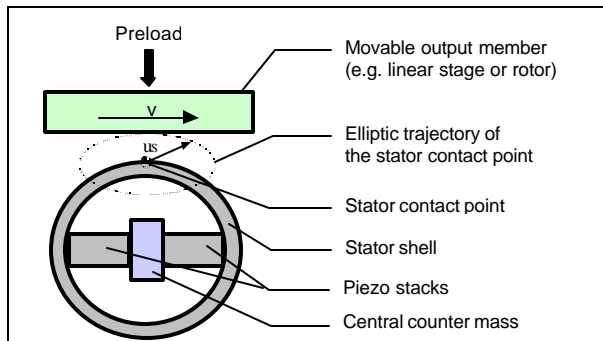 Preload
Movable output member
(e.g. linear stage or rotor)
v
Elliptic trajectory of
the stator contact point
us
Stator contact point
Stator shell
Piezo stacks
Central counter mass